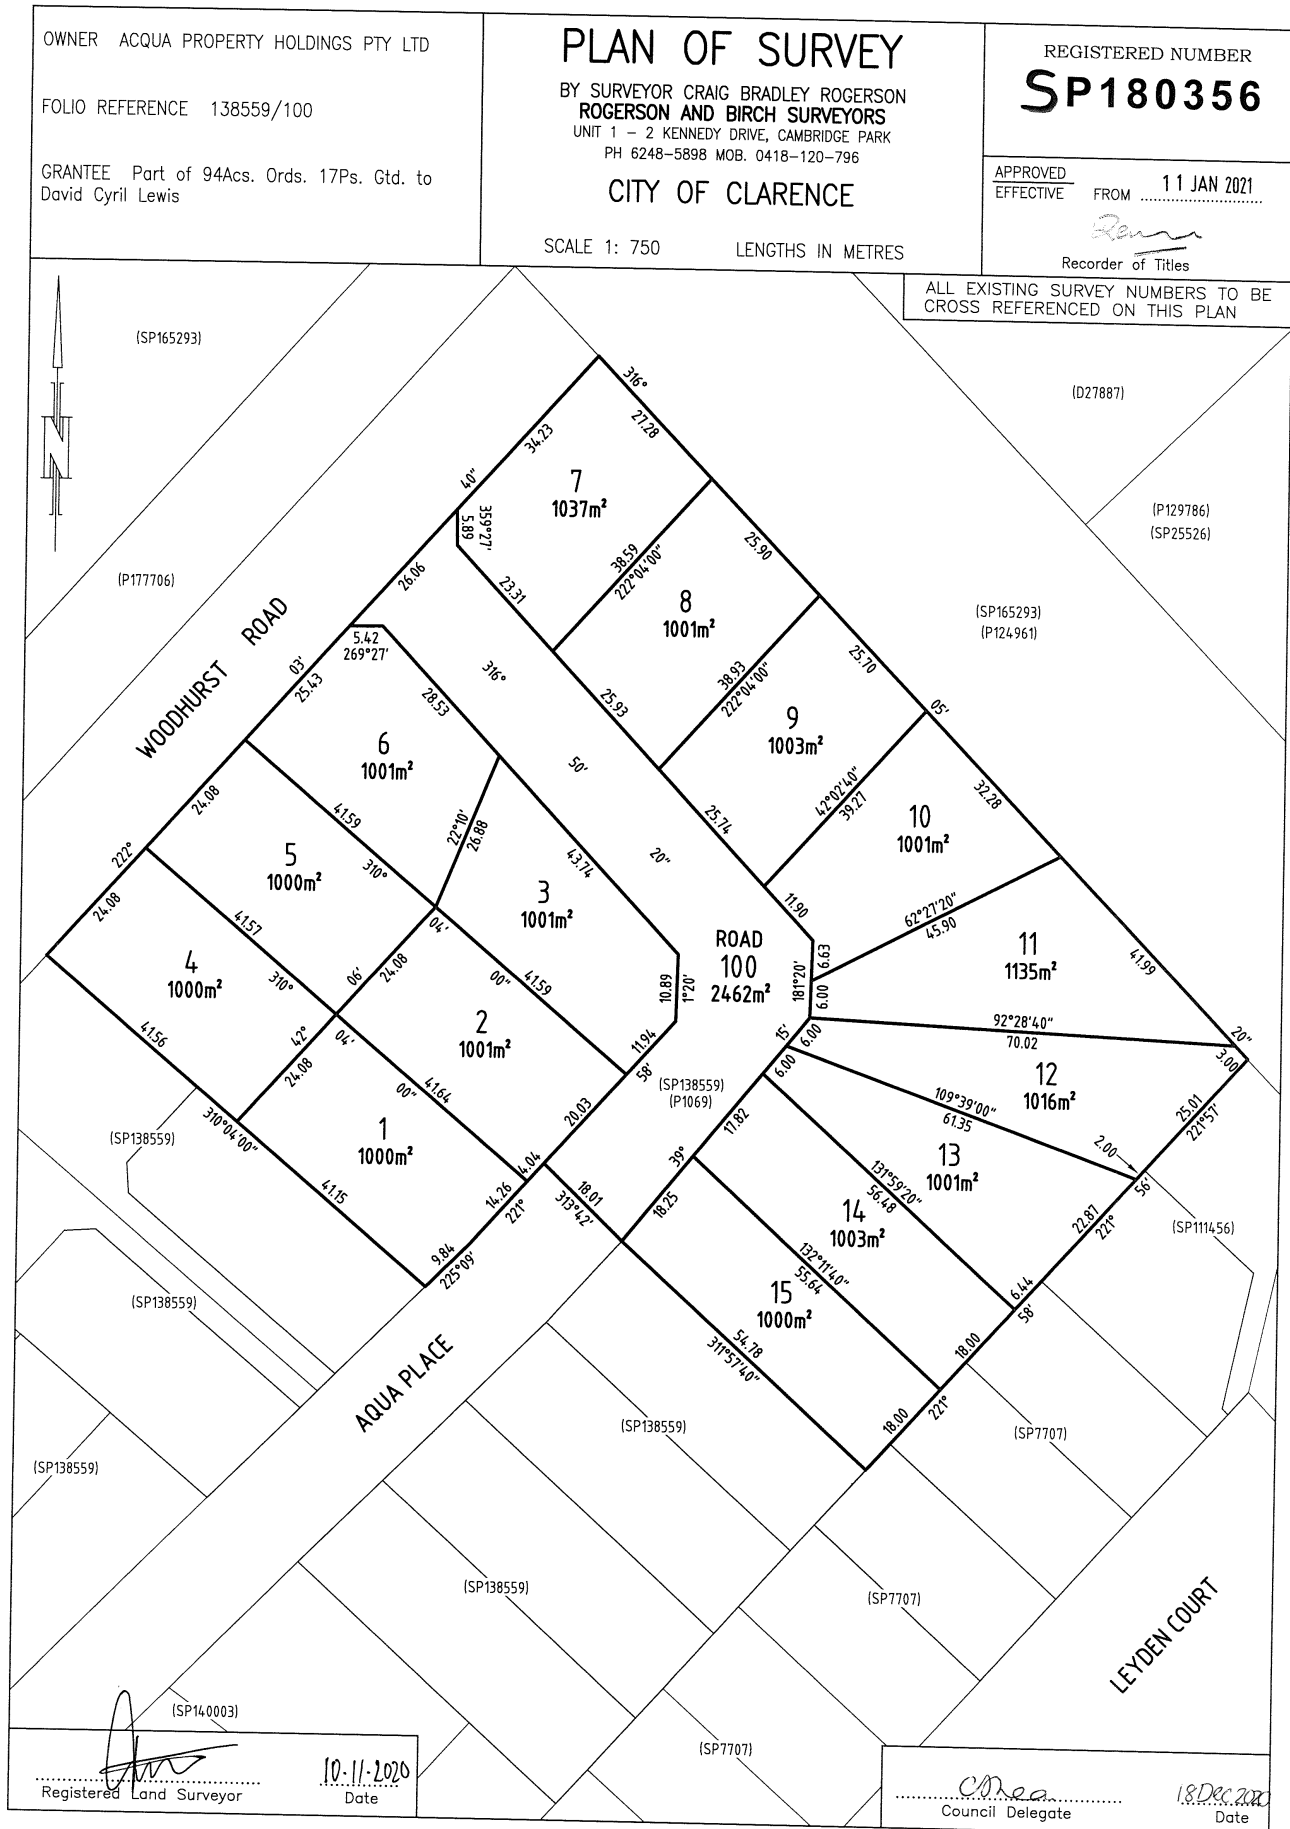 OWNER ACQUA PROPERTY HOLDINGS PTY LTD
FOLIO REFERENCE 138559/100
GRANTEE Part of 94Acs. Ords. 17Ps. Gtd. to
David Cyril Lewis
PLAN OF SURVEY
BY SURVEYOR CRAIG BRADLEY ROGERSON
ROGERSON AND BIRCH SURVEYORS
UNIT 1 – 2 KENNEDY DRIVE, CAMBRIDGE PARK
PH 6248–5898 MOB. 0418–120–796
CITY OF CLARENCE
SCALE 1: 750 LENGTHS IN METRES
REGISTERED NUMBER
SP180356
APPROVED
EFFECTIVE FROM 11 JAN 2021
Recorder of Titles
ALL EXISTING SURVEY NUMBERS TO BE
CROSS REFERENCED ON THIS PLAN
N
(SP165293)
(D27887)
(P129786)
(SP25526)
(P177706)
(SP165293)
(P124961)
WOODHURST ROAD
316°
27.28
34.23
40"
7
1037m²
359°27'
5.89
26.06
23.31
38.59
222°04'00"
25.90
8
1001m²
5.42
269°27'
03'
25.43
28.53
316°
25.93
38.93
222°04'00"
25.70
05'
9
1003m²
6
1001m²
50'
24.08
41.59
310°
22°10'
26.88
43.74
20"
25.74
42°02'40"
39.27
32.28
10
1001m²
222°
5
1000m²
3
1001m²
11.90
62°27'20"
45.90
24.08
41.57
310°
04'
06'
24.08
00"
41.59
ROAD
100
2462m²
6.63
181°20'
6.00
11
1135m²
41.99
4
1000m²
10.89
1°20'
2
1001m²
11.94
58'
15'
6.00
6.00
92°28'40"
70.02
20"
3.00
41.56
42°
24.08
04'
00"
41.64
(SP138559)
(P1069)
12
1016m²
109°39'00"
61.35
25.01
221°57'
2.00
56'
310°04'00"
1
1000m²
20.03
17.82
13
1001m²
(SP138559)
41.15
4.04
14.26
221°
18.01
313°42'
39°
18.25
131°59'20"
56.48
22.87
221°
(SP111456)
9.84
225°09'
14
1003m²
6.44
58'
132°11'40"
55.64
15
1000m²
(SP138559)
18.00
54.78
311°57'40"
AQUA PLACE
18.00
221°
(SP138559)
(SP7707)
(SP138559)
(SP138559)
(SP7707)
LEYDEN COURT
(SP140003)
(SP7707)
10-11-2020
Registered Land Surveyor Date
18 Dec 2020
Council Delegate Date